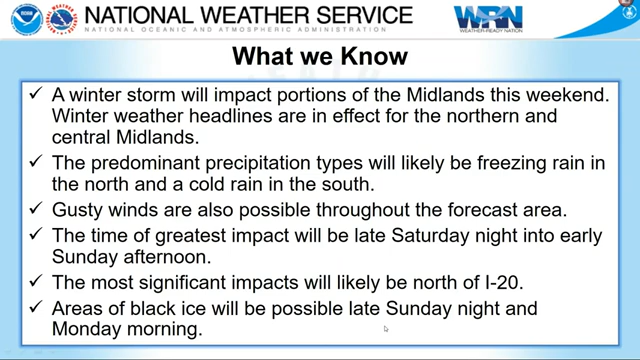 NATIONAL WEATHER SERVICE
NATIONAL OCEANIC AND ATMOSPHERIC ADMINISTRATION
WRN
WEATHER-READY NATION
What we Know
✓ A winter storm will impact portions of the Midlands this weekend.
Winter weather headlines are in effect for the northern and
central Midlands.
✓ The predominant precipitation types will likely be freezing rain in
the north and a cold rain in the south.
✓ Gusty winds are also possible throughout the forecast area.
✓ The time of greatest impact will be late Saturday night into early
Sunday afternoon.
✓ The most significant impacts will likely be north of I-20.
✓ Areas of black ice will be possible late Sunday night and
Monday morning.